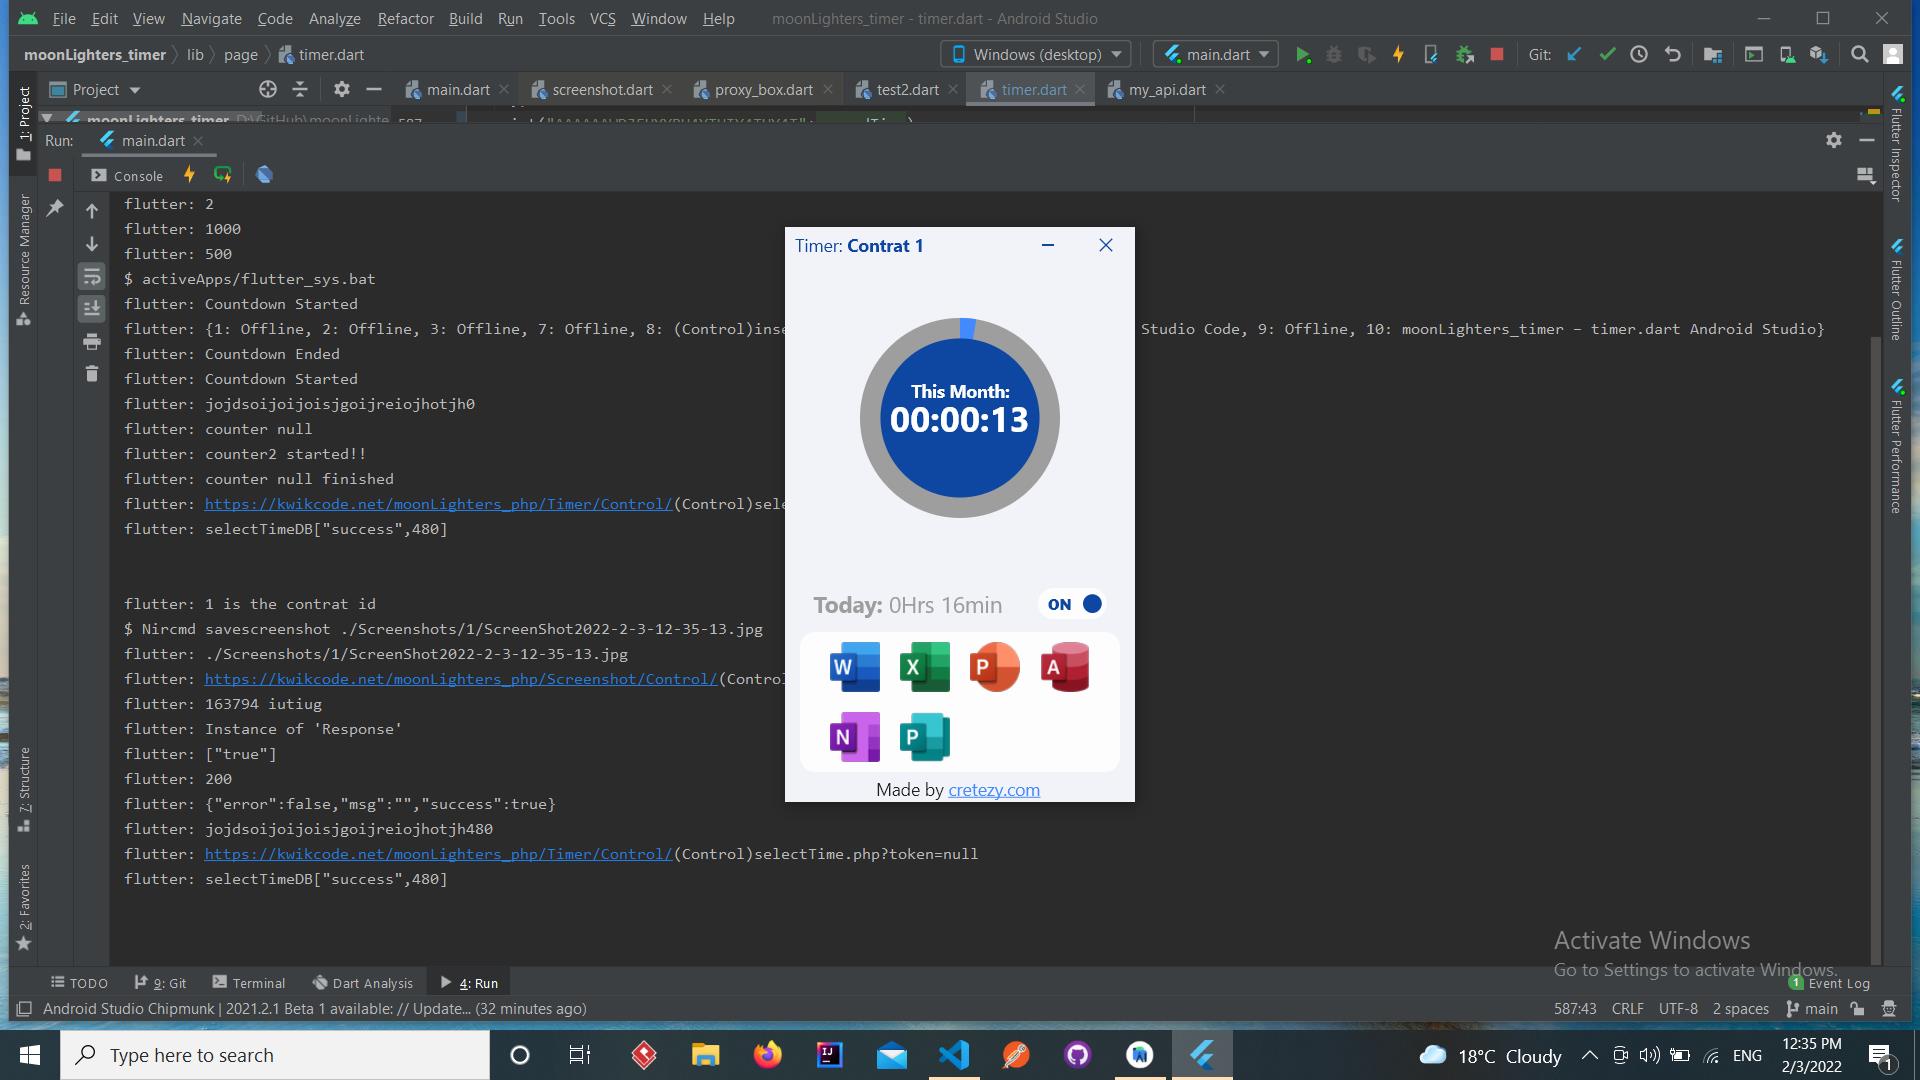 File Edit View Navigate Code Analyze Refactor Build Run Tools VCS Window Help moonLighters_timer - timer.dart - Android Studio
moonLighters_timer lib page timer.dart Windows (desktop) main.dart Git:
Project main.dart screenshot.dart proxy_box.dart test2.dart timer.dart my_api.dart
moonLighters_timer D:\GitHub\moonLighte 587
Run: main.dart
Console
flutter: 2
flutter: 1000
flutter: 500
$ activeApps/flutter_sys.bat
flutter: Countdown Started
flutter: {1: Offline, 2: Offline, 3: Offline, 7: Offline, 8: (Control)inse Studio Code, 9: Offline, 10: moonLighters_timer – timer.dart Android Studio}
flutter: Countdown Ended
flutter: Countdown Started
flutter: jojdsoijoijoisjgoijreiojhotjh0
flutter: counter null
flutter: counter2 started!!
flutter: counter null finished
flutter: https://kwikcode.net/moonLighters_php/Timer/Control/(Control)sele
flutter: selectTimeDB["success",480]
flutter: 1 is the contrat id
$ Nircmd savescreenshot ./Screenshots/1/ScreenShot2022-2-3-12-35-13.jpg
flutter: ./Screenshots/1/ScreenShot2022-2-3-12-35-13.jpg
flutter: https://kwikcode.net/moonLighters_php/Screenshot/Control/(Control
flutter: 163794 iutiug
flutter: Instance of 'Response'
flutter: ["true"]
flutter: 200
flutter: {"error":false,"msg":"","success":true}
flutter: jojdsoijoijoisjgoijreiojhotjh480
flutter: https://kwikcode.net/moonLighters_php/Timer/Control/(Control)selectTime.php?token=null
flutter: selectTimeDB["success",480]
Timer: Contrat 1
This Month:
00:00:13
Today: 0Hrs 16min ON
W X P A
N P
Made by cretezy.com
1: Project
Resource Manager
7: Structure
2: Favorites
Flutter Inspector
Flutter Outline
Flutter Performance
Activate Windows
Go to Settings to activate Windows.
TODO 9: Git Terminal Dart Analysis 4: Run 1 Event Log
Android Studio Chipmunk | 2021.2.1 Beta 1 available: // Update... (32 minutes ago) 587:43 CRLF UTF-8 2 spaces main
Type here to search 18°C Cloudy ENG 12:35 PM
2/3/2022 1